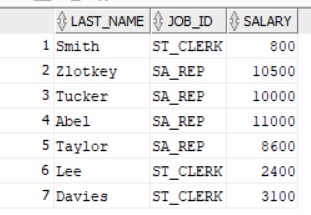 LAST_NAME JOB_ID SALARY
1 Smith ST_CLERK 800
2 Zlotkey SA_REP 10500
3 Tucker SA_REP 10000
4 Abel SA_REP 11000
5 Taylor SA_REP 8600
6 Lee ST_CLERK 2400
7 Davies ST_CLERK 3100